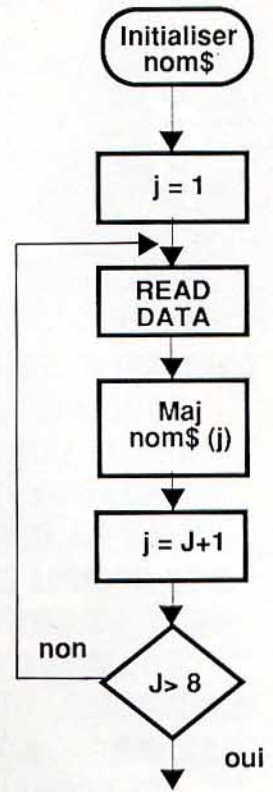 Initialiser
nom$
j = 1
READ
DATA
Maj
nom$ (j)
j = J+1
non
J> 8
oui